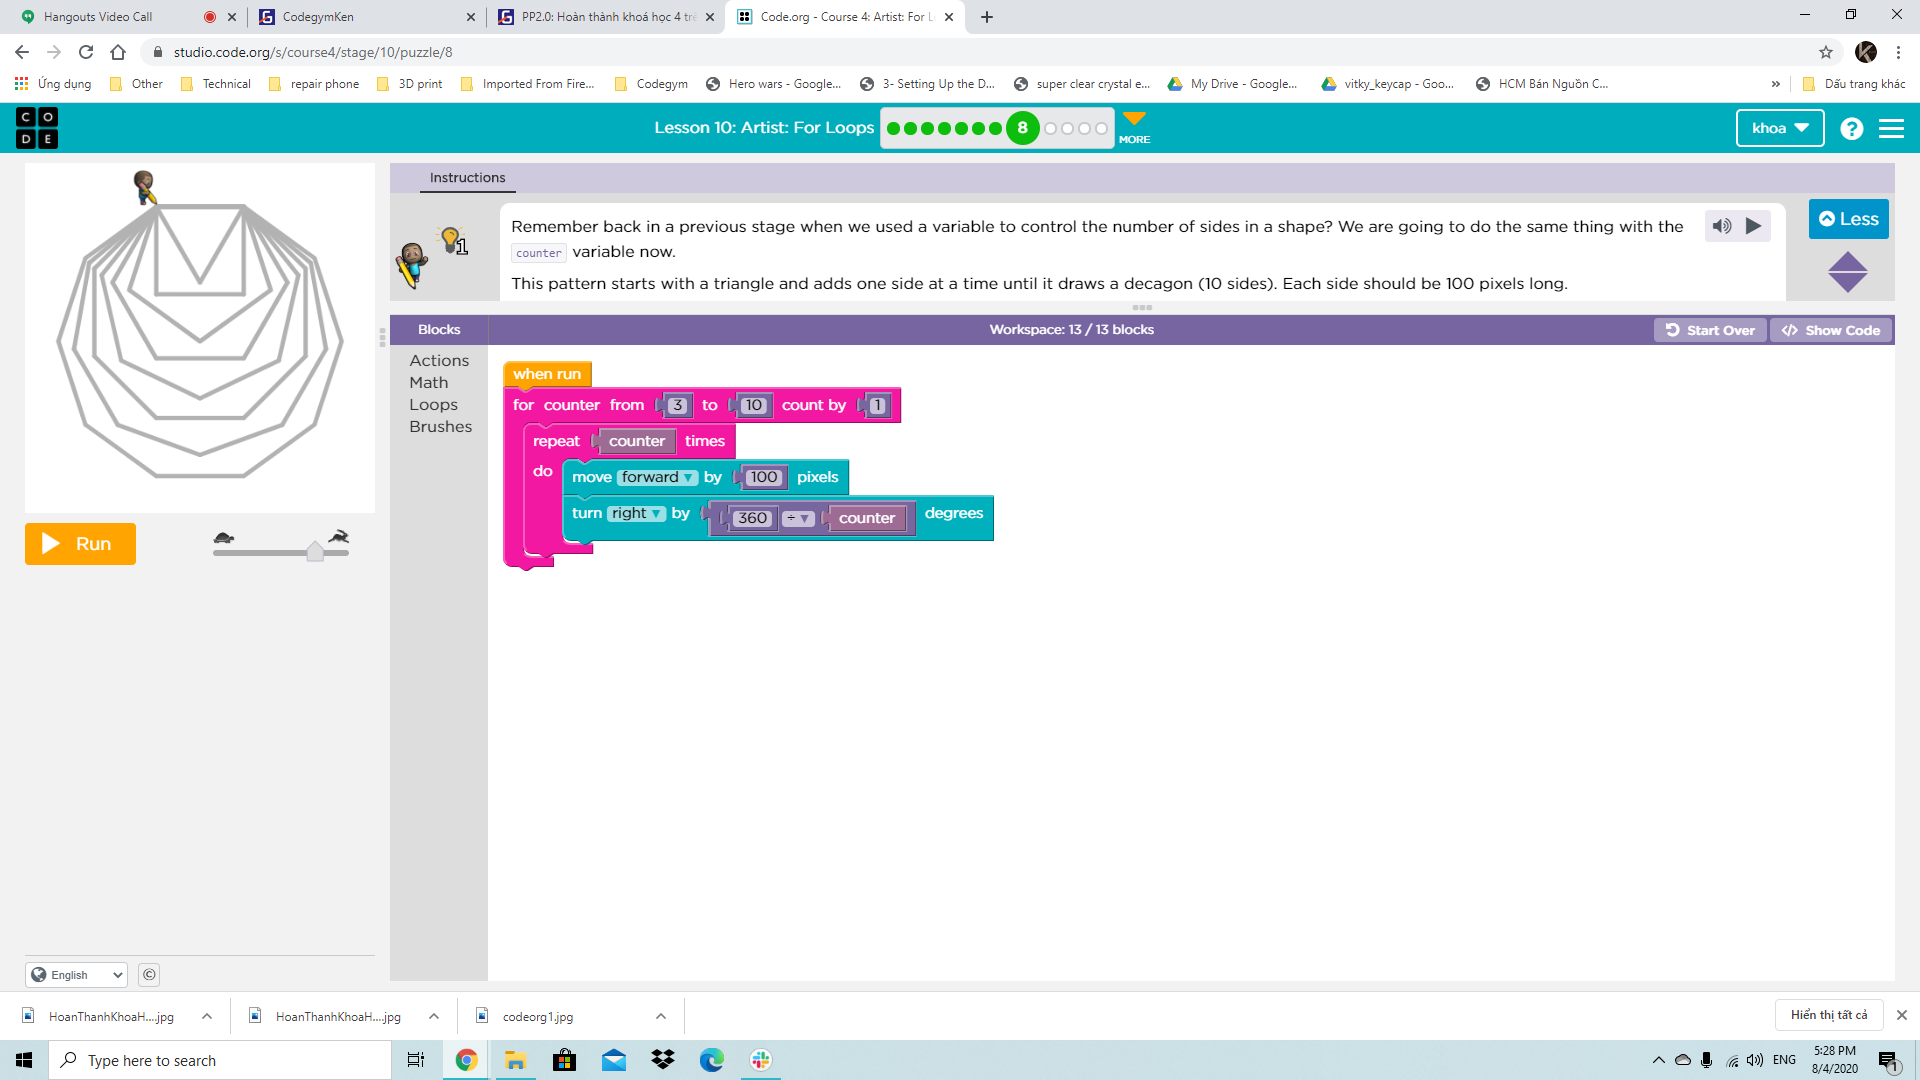 Hangouts Video Call
CodegymKen
PP2.0: Hoàn thành khoá học 4 trê
Code.org - Course 4: Artist: For L
studio.code.org/s/course4/stage/10/puzzle/8
Ứng dụng
Other
Technical
repair phone
3D print
Imported From Fire...
Codegym
Hero wars - Google...
3- Setting Up the D...
super clear crystal e...
My Drive - Google...
vitky_keycap - Goo...
HCM Bán Nguồn C...
»
Dấu trang khác
C O
D E
Lesson 10: Artist: For Loops
8
MORE
khoa
?
Instructions
1
Remember back in a previous stage when we used a variable to control the number of sides in a shape? We are going to do the same thing with the
counter variable now.
This pattern starts with a triangle and adds one side at a time until it draws a decagon (10 sides). Each side should be 100 pixels long.
Less
Blocks
Workspace: 13 / 13 blocks
Start Over
</> Show Code
Actions
Math
Loops
Brushes
when run
for counter from 3 to 10 count by 1
repeat counter times
do
move forward by 100 pixels
turn right by 360 ÷ counter degrees
Run
English
©
HoanThanhKhoaH....jpg
HoanThanhKhoaH....jpg
codeorg1.jpg
Hiển thị tất cả
Type here to search
ENG
5:28 PM
8/4/2020
1